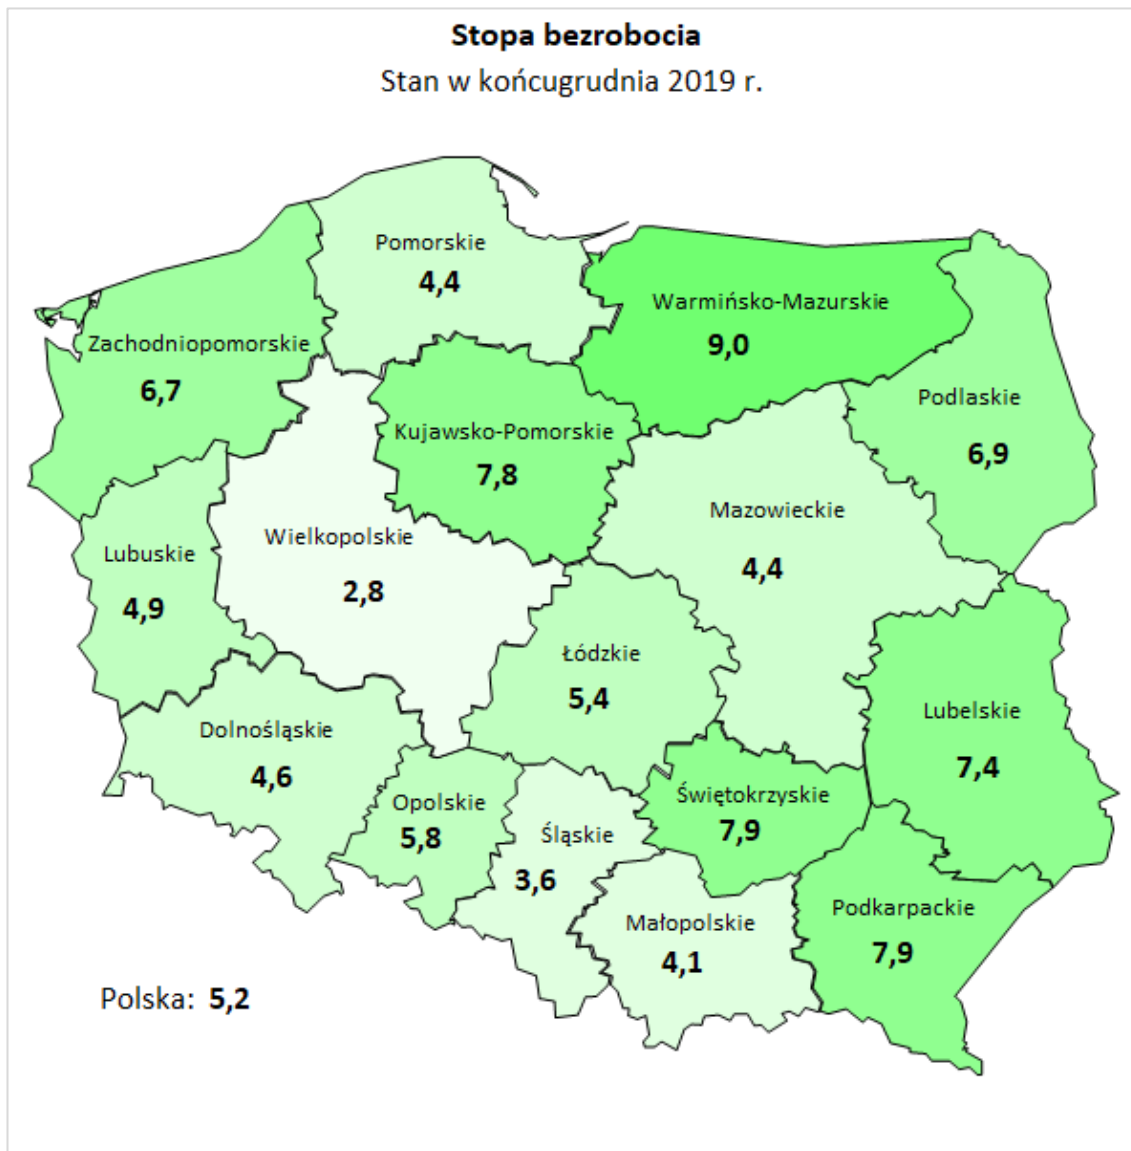 Stopa bezrobocia
Stan w końcugrudnia 2019 r.
Pomorskie
4,4
Warmińsko-Mazurskie
9,0
Zachodniopomorskie
6,7
Podlaskie
6,9
Kujawsko-Pomorskie
7,8
Mazowieckie
4,4
Wielkopolskie
2,8
Lubuskie
4,9
Łódzkie
5,4
Lubelskie
7,4
Dolnośląskie
4,6
Opolskie
5,8
Śląskie
3,6
Świętokrzyskie
7,9
Małopolskie
4,1
Podkarpackie
7,9
Polska: 5,2